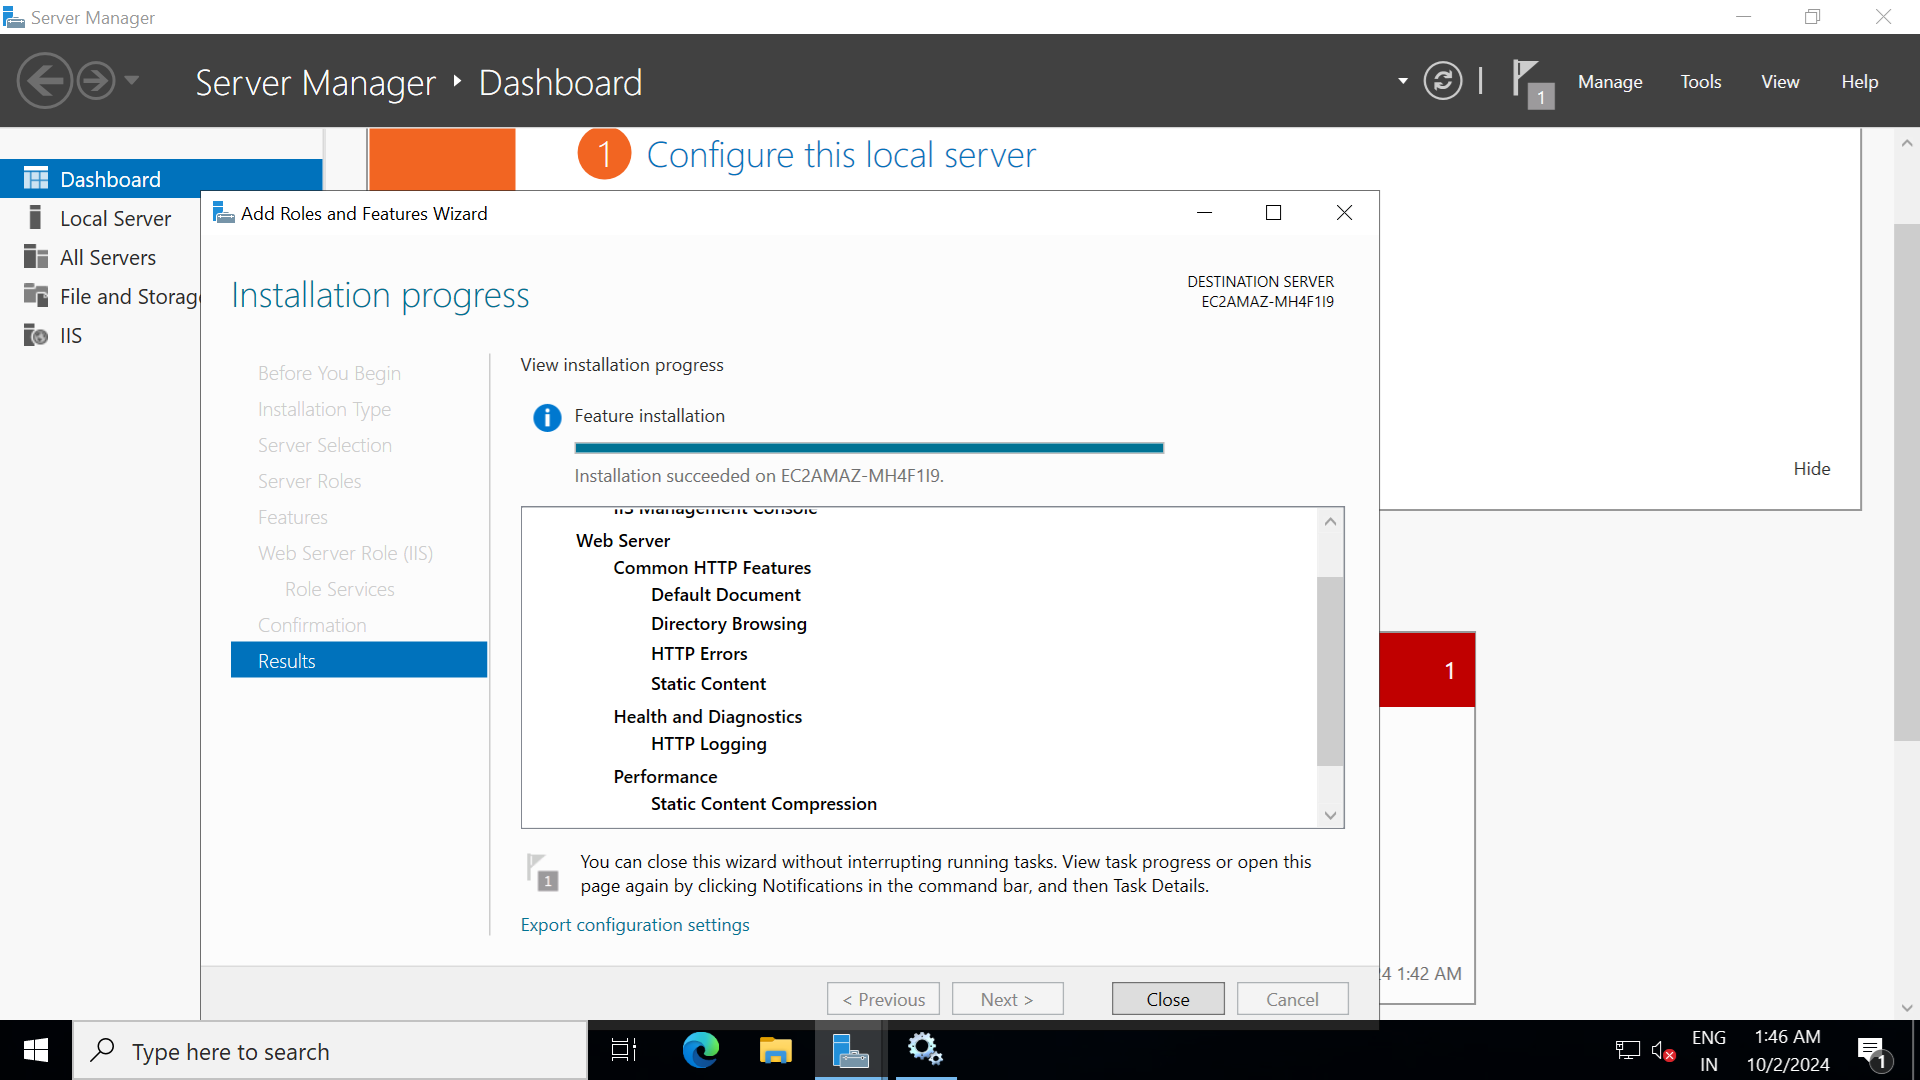 Server Manager
Server Manager ‣ Dashboard
1
Manage
Tools
View
Help
1 Configure this local server
Dashboard
Local Server
All Servers
File and Storag
IIS
Add Roles and Features Wizard
Installation progress
DESTINATION SERVER
EC2AMAZ-MH4F1I9
Before You Begin
Installation Type
Server Selection
Server Roles
Features
Web Server Role (IIS)
Role Services
Confirmation
Results
View installation progress
Feature installation
Installation succeeded on EC2AMAZ-MH4F1I9.
IIS Management Console
Web Server
Common HTTP Features
Default Document
Directory Browsing
HTTP Errors
Static Content
Health and Diagnostics
HTTP Logging
Performance
Static Content Compression
1
You can close this wizard without interrupting running tasks. View task progress or open this
page again by clicking Notifications in the command bar, and then Task Details.
Export configuration settings
< Previous
Next >
Close
Cancel
Hide
1
24 1:42 AM
Type here to search
ENG
IN
1:46 AM
10/2/2024
1